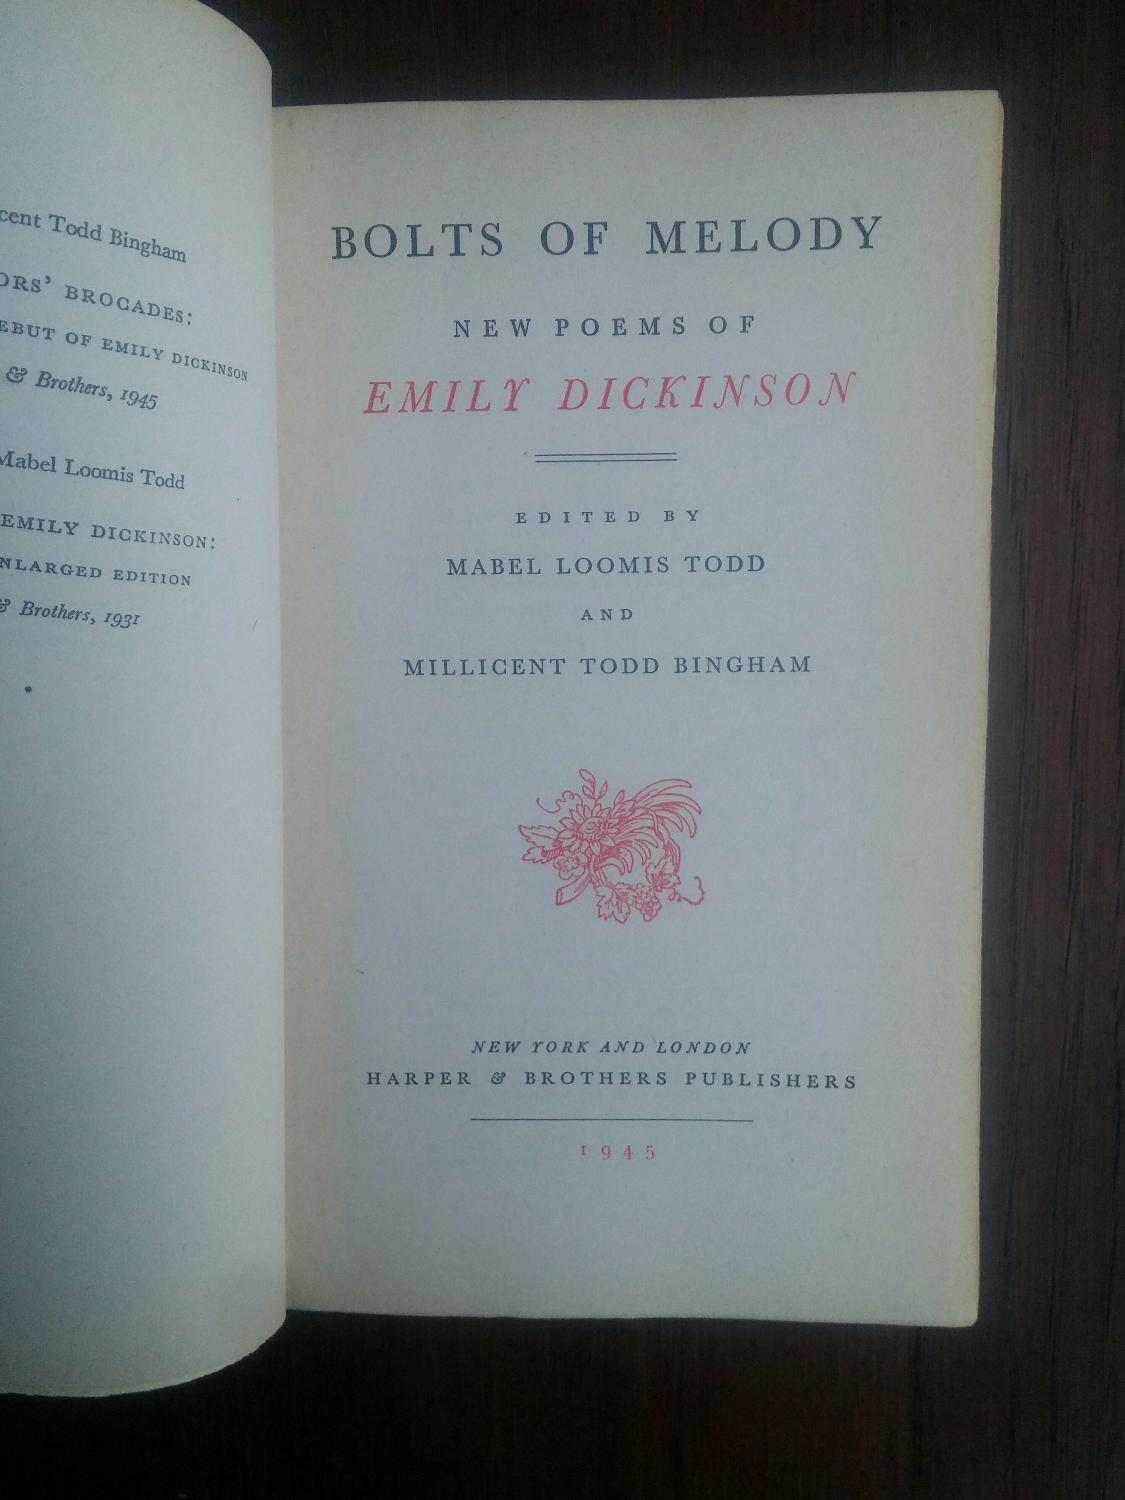 cent Todd Bingham
ORS' BROCADES:
EBUT OF EMILY DICKINSON
& Brothers, 1945
Mabel Loomis Todd
EMILY DICKINSON:
NLARGED EDITION
& Brothers, 1931
BOLTS OF MELODY
NEW POEMS OF
EMILY DICKINSON
EDITED BY
MABEL LOOMIS TODD
AND
MILLICENT TODD BINGHAM
NEW YORK AND LONDON
HARPER & BROTHERS PUBLISHERS
1945